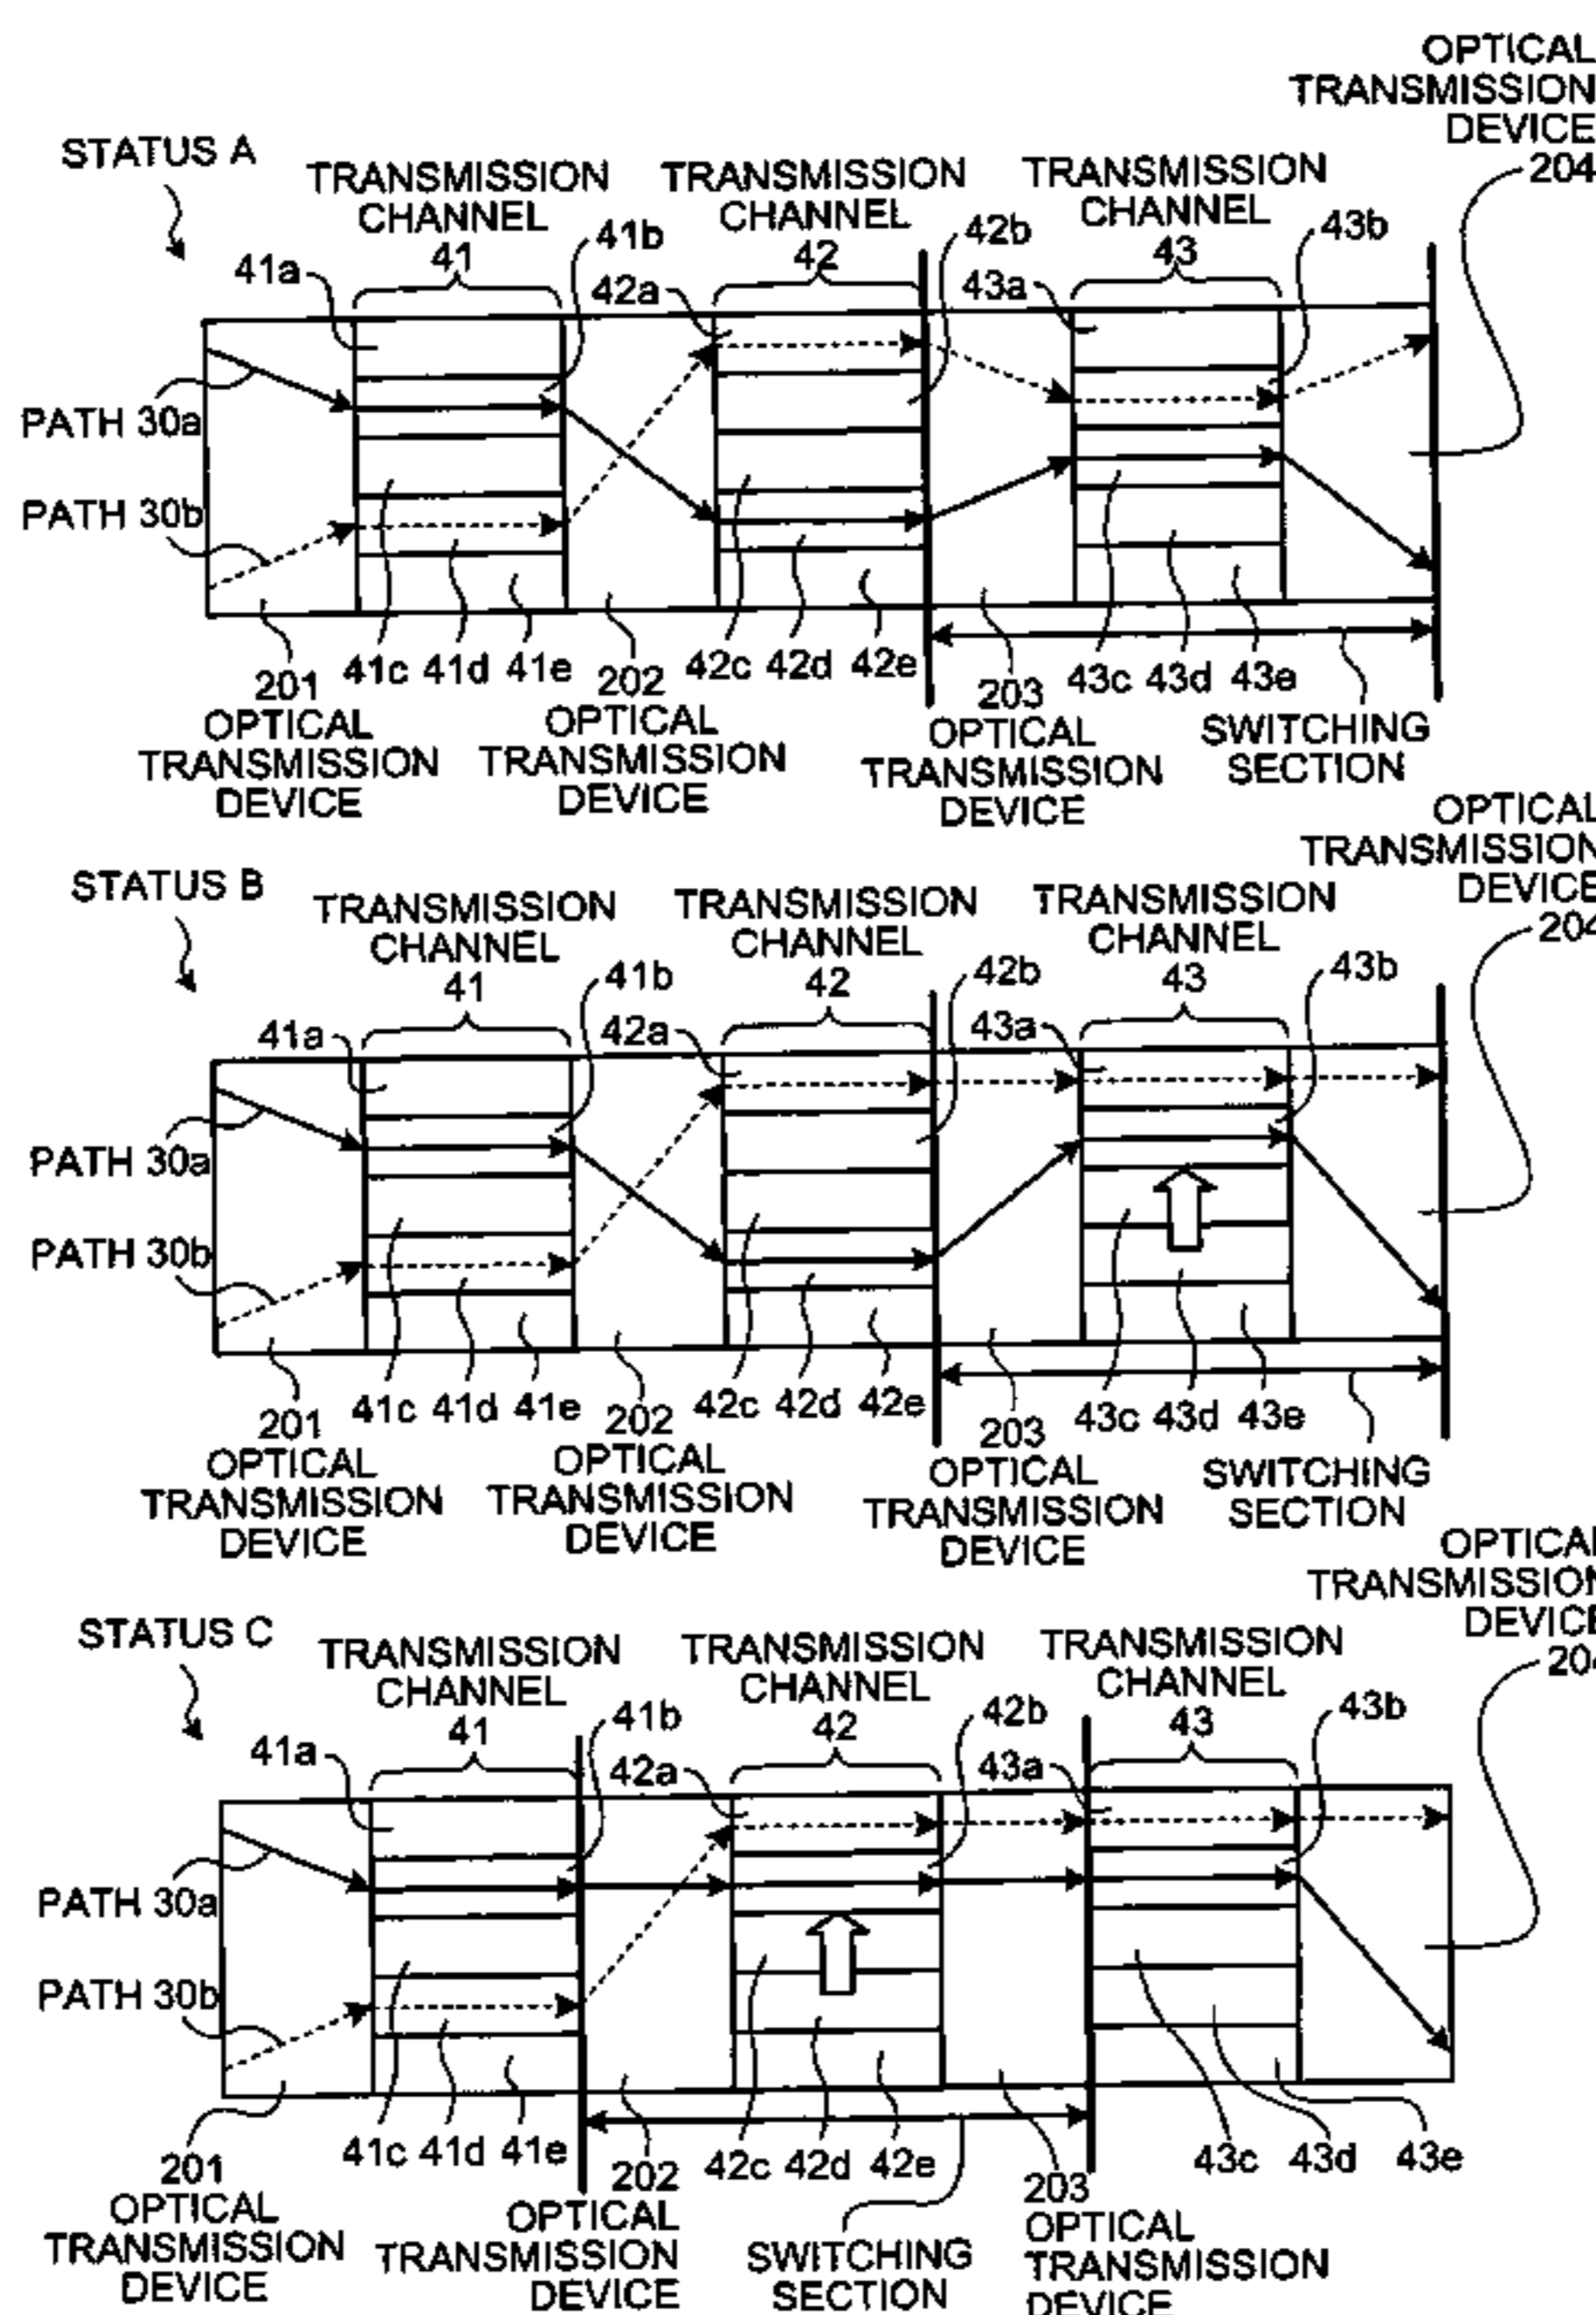 OPTICAL
TRANSMISSION
DEVICE
204
STATUS A
TRANSMISSION
CHANNEL
41
TRANSMISSION
CHANNEL
42
TRANSMISSION
CHANNEL
43
41a
41b
42a
42b
43a
43b
PATH 30a
PATH 30b
201
OPTICAL
TRANSMISSION
DEVICE
41c 41d 41e
202
OPTICAL
TRANSMISSION
DEVICE
42c 42d 42e
203
OPTICAL
TRANSMISSION
DEVICE
43c 43d 43e
SWITCHING
SECTION
OPTICAL
TRANSMISSION
DEVICE
204
STATUS B
TRANSMISSION
CHANNEL
41
TRANSMISSION
CHANNEL
42
TRANSMISSION
CHANNEL
43
41a
41b
42a
42b
43a
43b
PATH 30a
PATH 30b
201
OPTICAL
TRANSMISSION
DEVICE
41c 41d 41e
202
OPTICAL
TRANSMISSION
DEVICE
42c 42d 42e
203
OPTICAL
TRANSMISSION
DEVICE
43c 43d 43e
SWITCHING
SECTION
OPTICAL
TRANSMISSION
DEVICE
204
STATUS C
TRANSMISSION
CHANNEL
41
TRANSMISSION
CHANNEL
42
TRANSMISSION
CHANNEL
43
41a
41b
42a
42b
43a
43b
PATH 30a
PATH 30b
201
OPTICAL
TRANSMISSION
DEVICE
41c 41d 41e
202
OPTICAL
TRANSMISSION
DEVICE
42c 42d 42e
SWITCHING
SECTION
203
OPTICAL
TRANSMISSION
DEVICE
43c 43d 43e